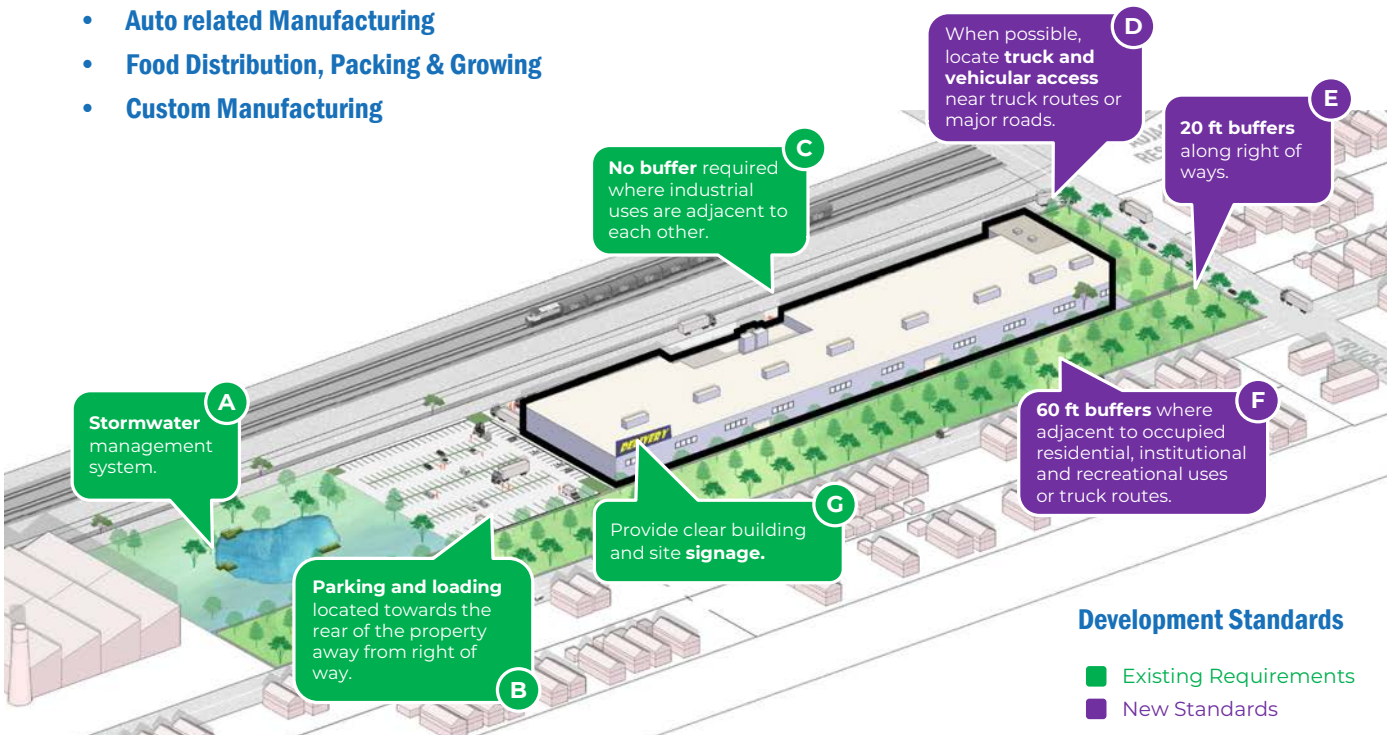 • Auto related Manufacturing
• Food Distribution, Packing & Growing
• Custom Manufacturing
D
When possible,
locate truck and
vehicular access
near truck routes or
major roads.
E
20 ft buffers
along right of
ways.
C
No buffer required
where industrial
uses are adjacent to
each other.
A
Stormwater
management
system.
DELIVERY
F
60 ft buffers where
adjacent to occupied
residential, institutional
and recreational uses
or truck routes.
G
Provide clear building
and site signage.
Parking and loading
located towards the
rear of the property
away from right of
way.
B
Development Standards
Existing Requirements
New Standards